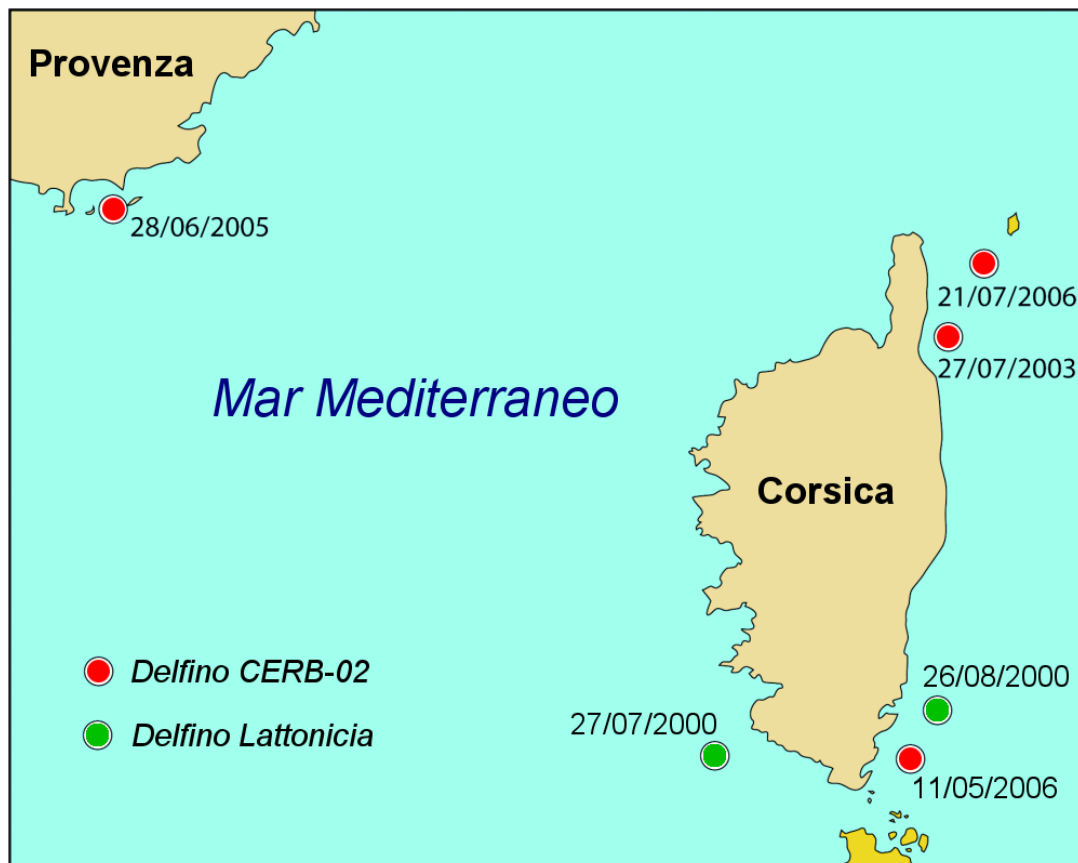 Provenza
28/06/2005
21/07/2006
27/07/2003
Mar Mediterraneo
Corsica
Delfino CERB-02
Delfino Lattonicia
26/08/2000
27/07/2000
11/05/2006